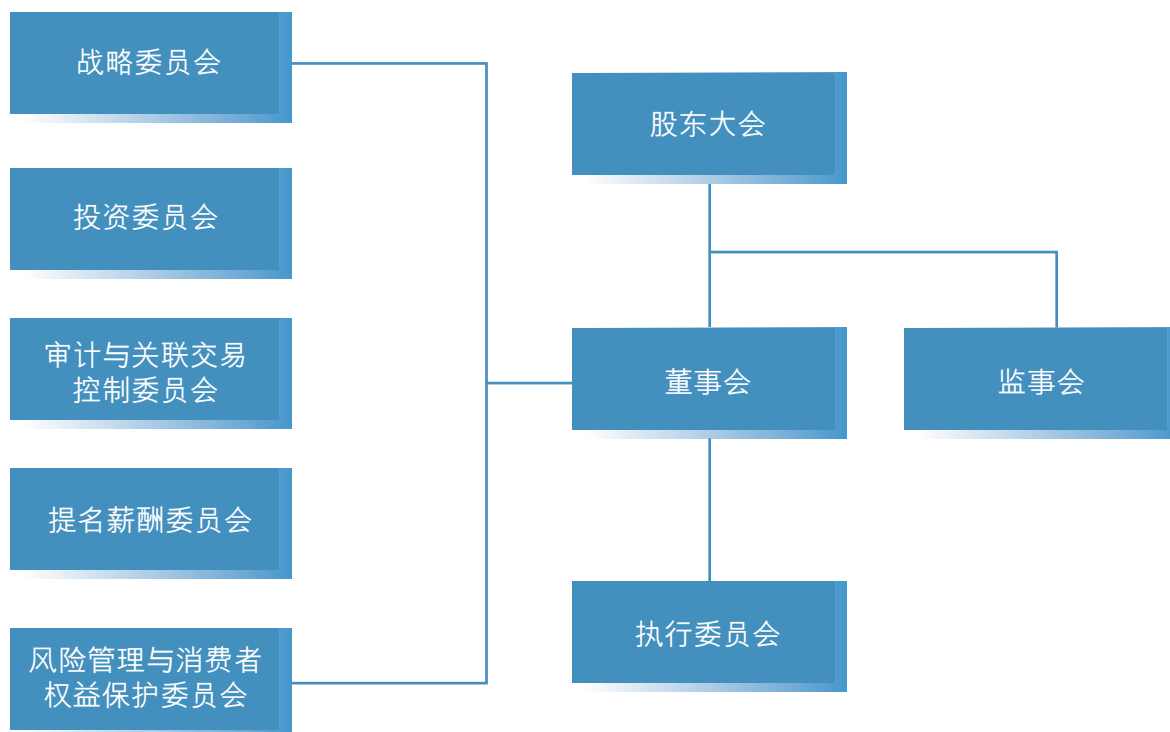 战略委员会
投资委员会
审计与关联交易
控制委员会
提名薪酬委员会
风险管理与消费者
权益保护委员会
股东大会
董事会
监事会
执行委员会